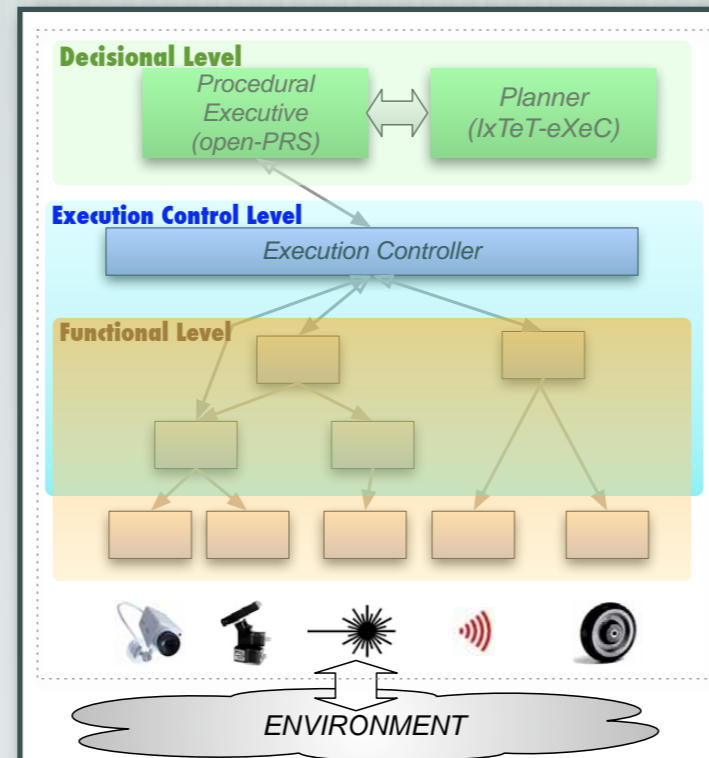 Decisional Level
Procedural
Executive
(open-PRS)
Planner
(IxTeT-eXeC)
Execution Control Level
Execution Controller
Functional Level
ENVIRONMENT